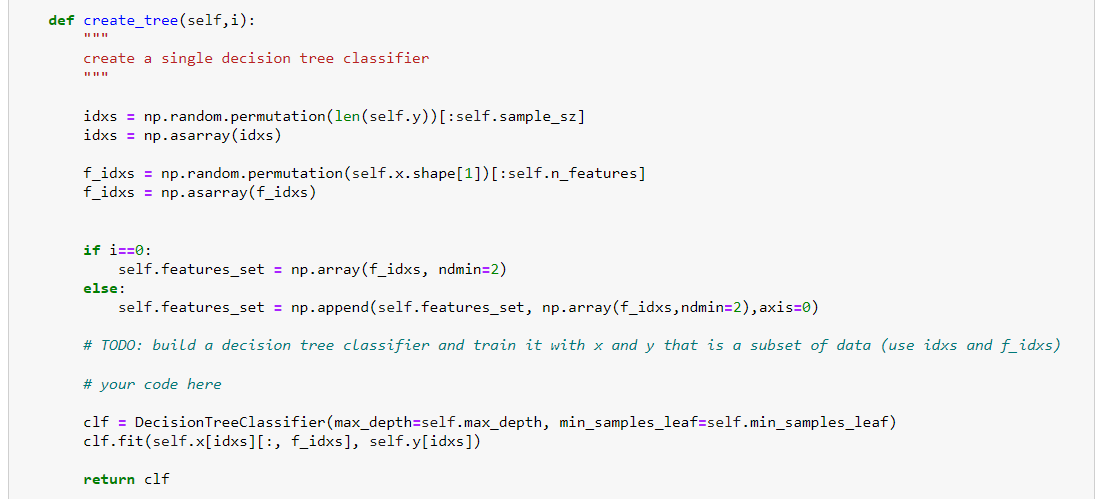 def create_tree(self,i):
"""
create a single decision tree classifier
"""
idxs = np.random.permutation(len(self.y))[:self.sample_sz]
idxs = np.asarray(idxs)
f_idxs = np.random.permutation(self.x.shape[1])[:self.n_features]
f_idxs = np.asarray(f_idxs)
if i==0:
self.features_set = np.array(f_idxs, ndmin=2)
else:
self.features_set = np.append(self.features_set, np.array(f_idxs,ndmin=2),axis=0)
# TODO: build a decision tree classifier and train it with x and y that is a subset of data (use idxs and f_idxs)
# your code here
clf = DecisionTreeClassifier(max_depth=self.max_depth, min_samples_leaf=self.min_samples_leaf)
clf.fit(self.x[idxs][:, f_idxs], self.y[idxs])
return clf